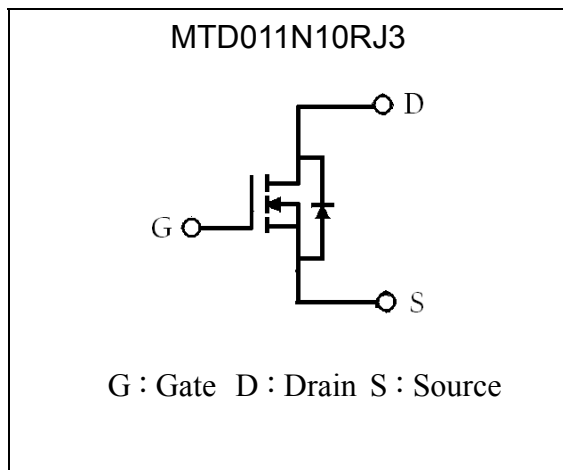 MTD011N10RJ3
D
G
S
G：Gate D：Drain S：Source